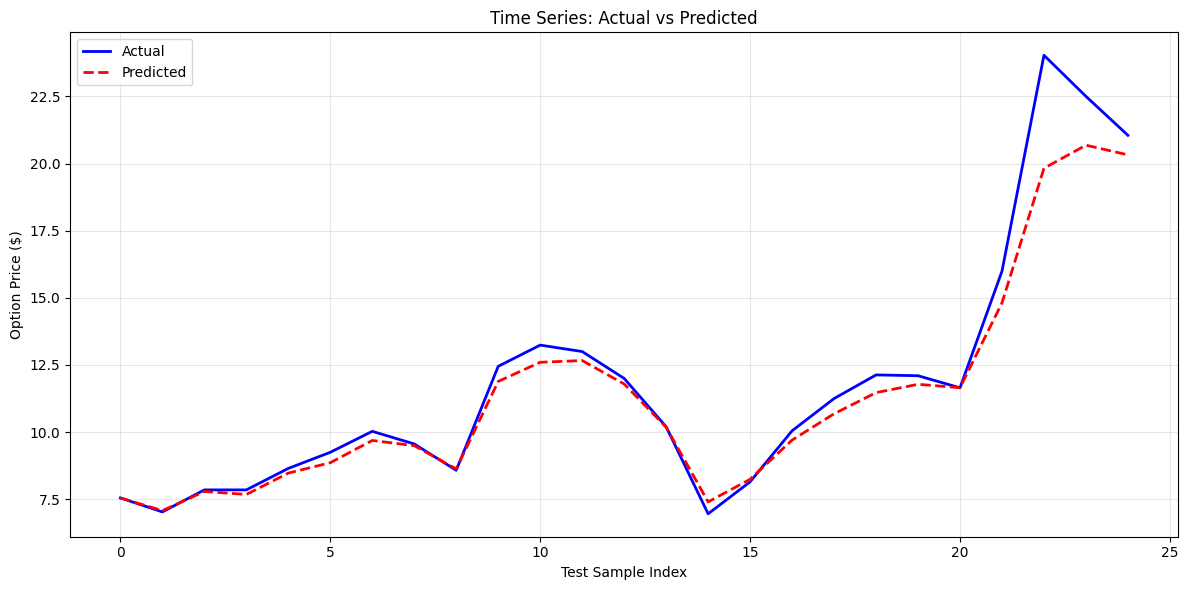 Time Series: Actual vs Predicted
Actual
Predicted
Option Price ($)
22.5
20.0
17.5
15.0
12.5
10.0
7.5
0
5
10
15
20
25
Test Sample Index